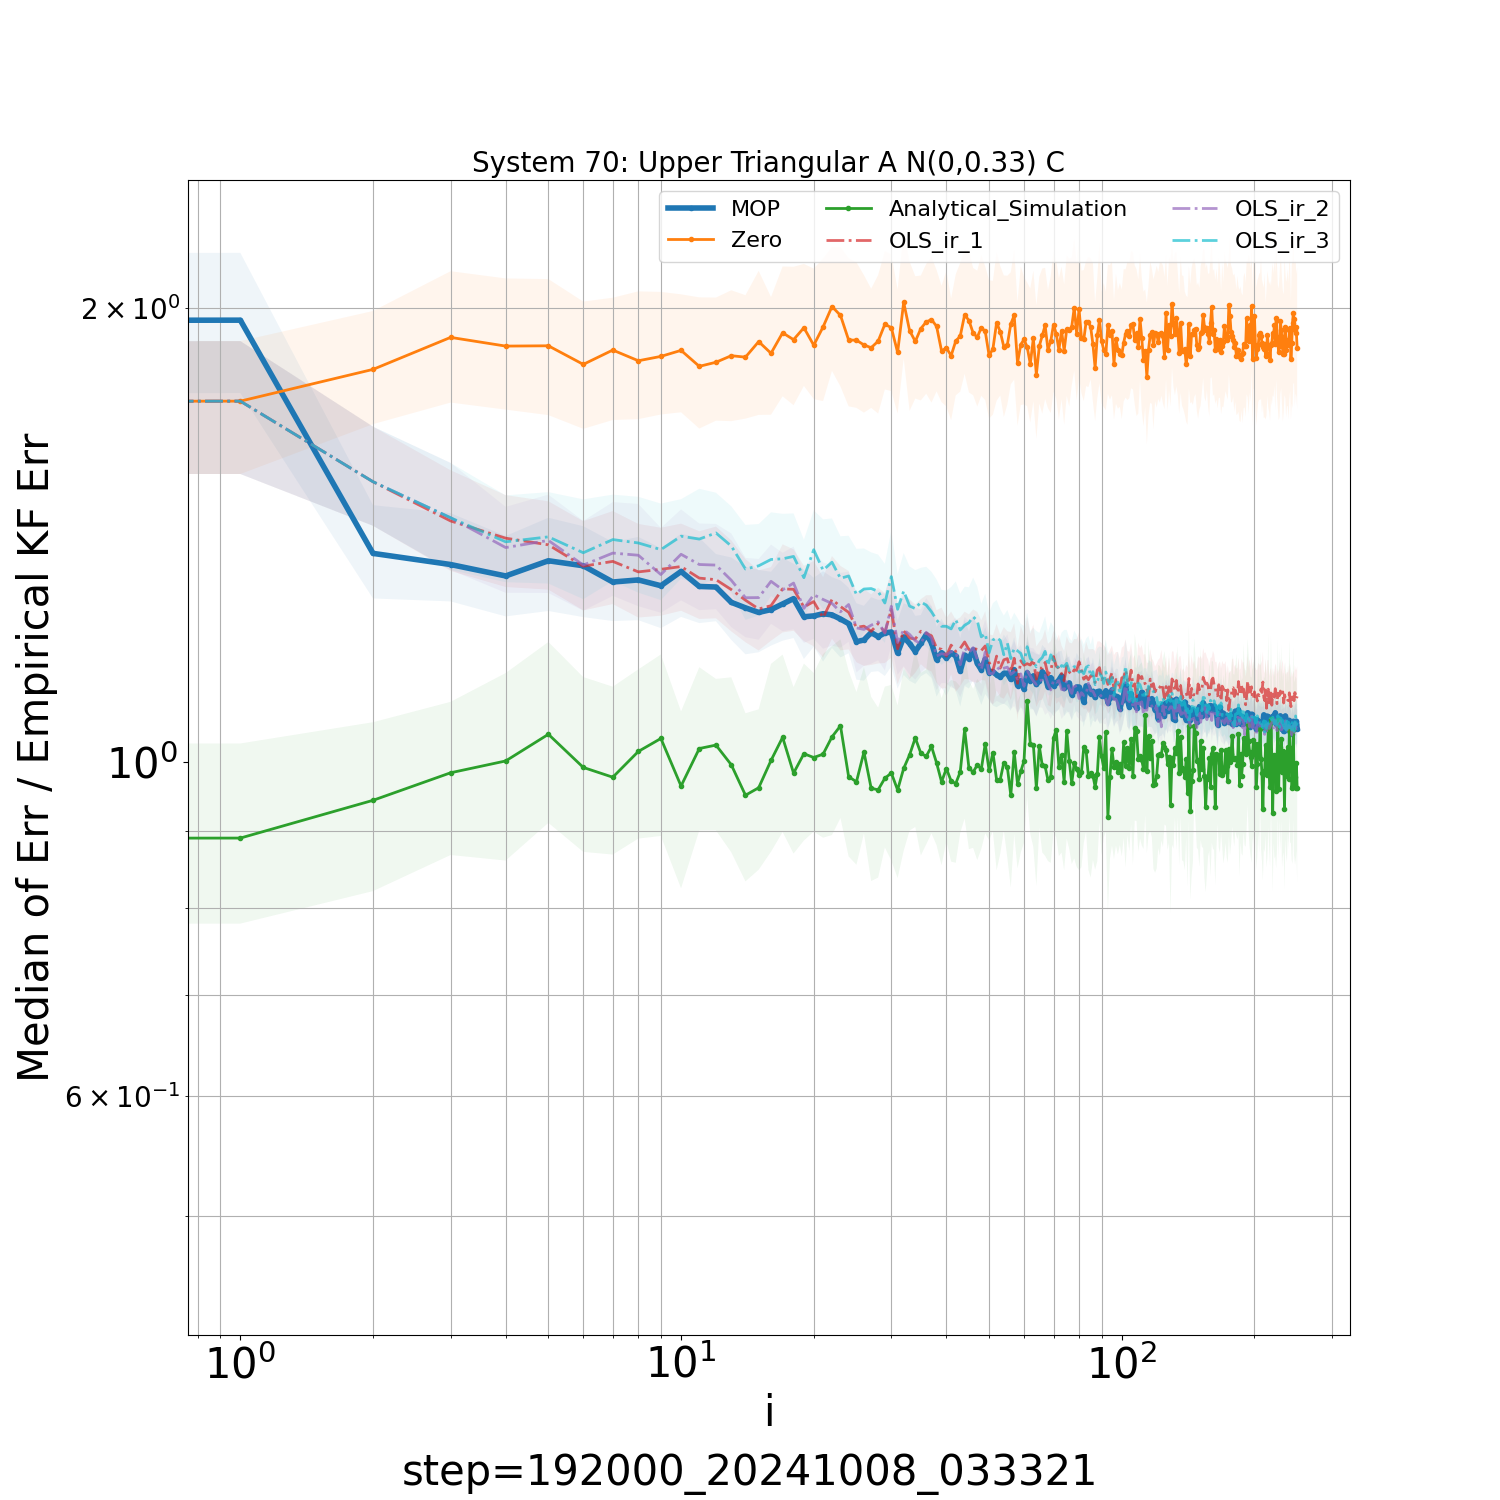 System 70: Upper Triangular A N(0,0.33) C
MOP
Zero
Analytical_Simulation
OLS_ir_1
OLS_ir_2
OLS_ir_3
Median of Err / Empirical KF Err
2 × 10⁰
10⁰
6 × 10⁻¹
10⁰
10¹
10²
i
step=192000_20241008_033321